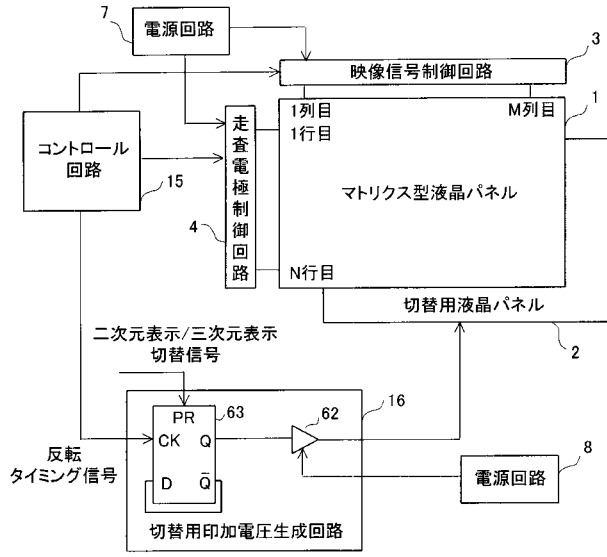 7
電源回路
3
映像信号制御回路
1
1列目
M列目
1行目
コントロール
回路
15
走査電極制御回路
4
マトリクス型液晶パネル
N行目
切替用液晶パネル
2
二次元表示/三次元表示
切替信号
PR
63
62
16
CK
Q
反転
タイミング信号
D
Q̄
8
電源回路
切替用印加電圧生成回路